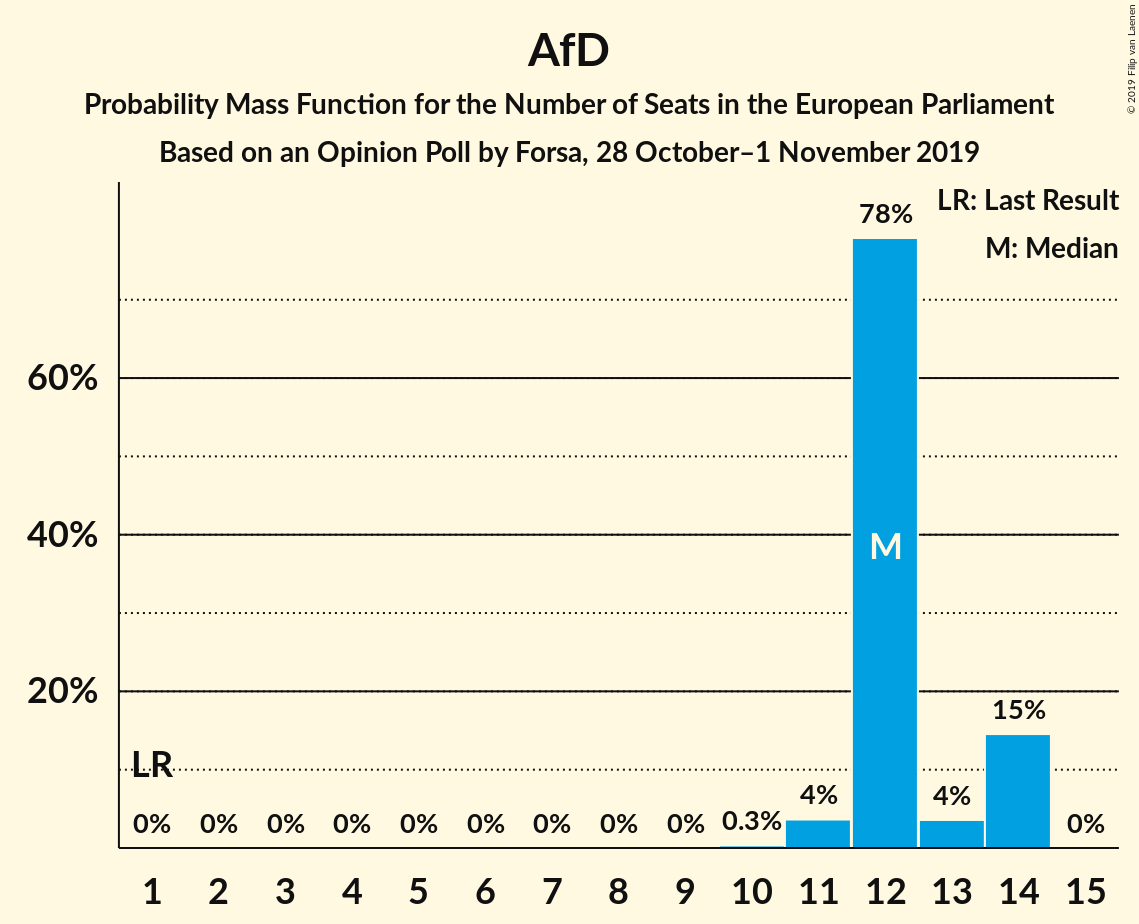 AfD
Probability Mass Function for the Number of Seats in the European Parliament
Based on an Opinion Poll by Forsa, 28 October–1 November 2019
© 2019 Filip van Laenen
LR: Last Result
M: Median
78%
60%
40%
M
20%
15%
LR
0% 0% 0% 0% 0% 0% 0% 0% 0% 0.3% 4% 4% 0%
1 2 3 4 5 6 7 8 9 10 11 12 13 14 15